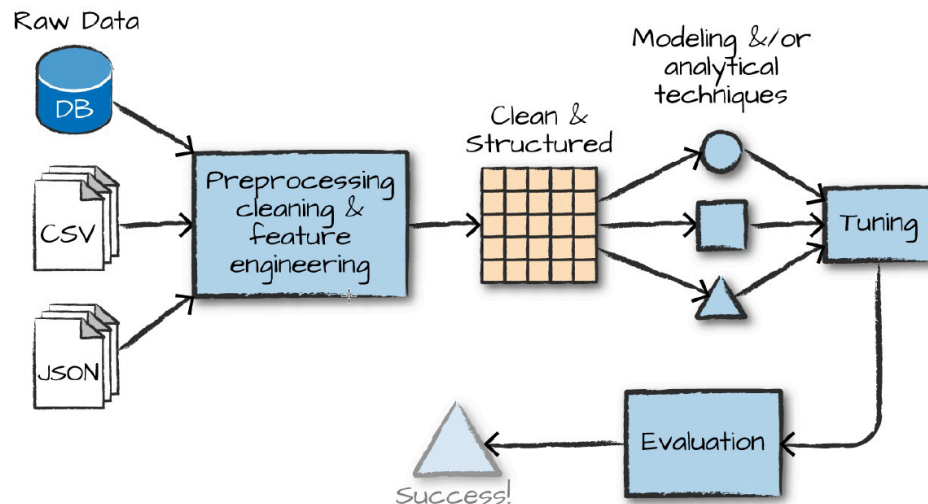 Raw Data
DB
CSV
JSON
Preprocessing
cleaning &
feature
engineering
Clean &
Structured
Modeling &/or
analytical
techniques
Tuning
Evaluation
Success!